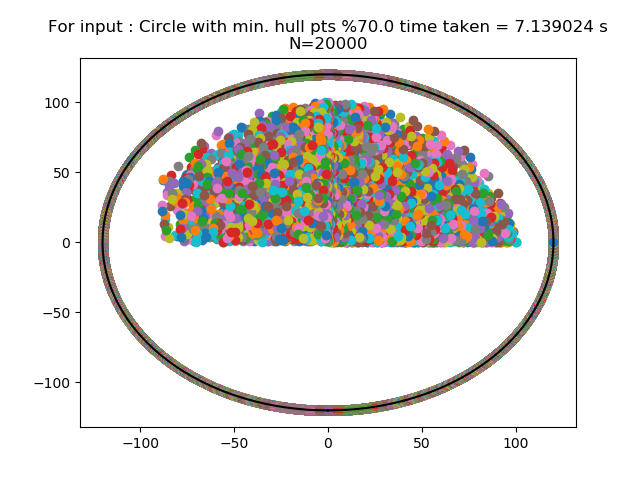 For input : Circle with min. hull pts %70.0 time taken = 7.139024 s
N=20000
100
50
0
−50
−100
−100 −50 0 50 100